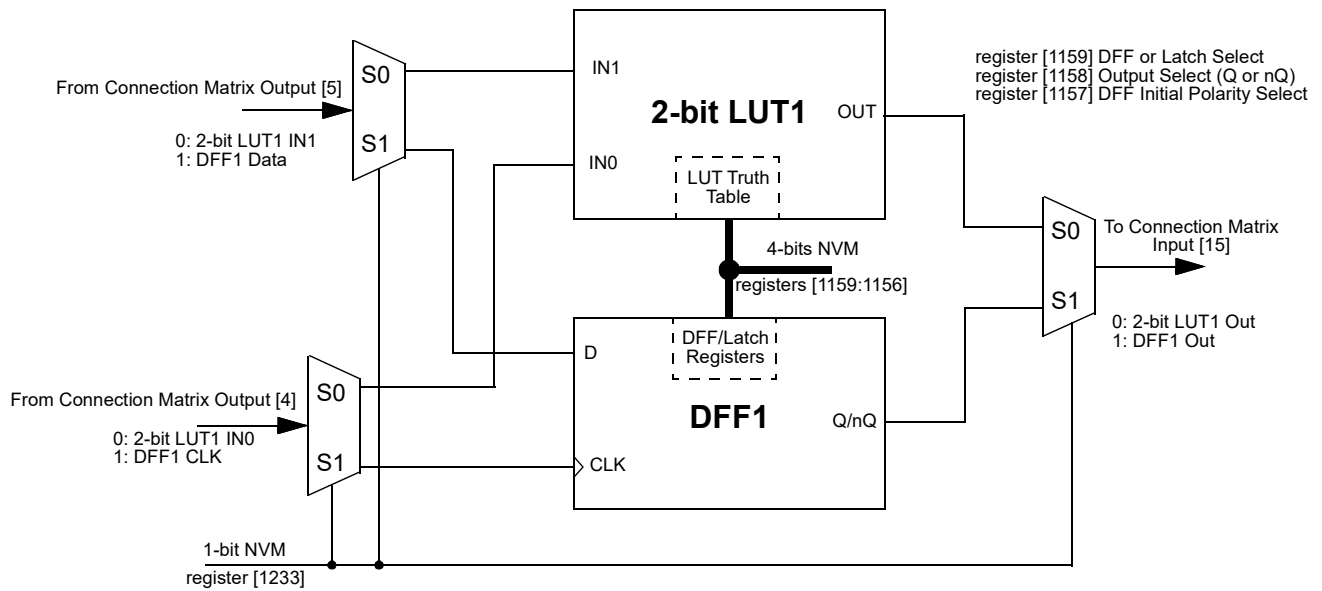 From Connection Matrix Output [5]
0: 2-bit LUT1 IN1
1: DFF1 Data
S0
S1
IN1
IN0
2-bit LUT1
OUT
LUT Truth
Table
register [1159] DFF or Latch Select
register [1158] Output Select (Q or nQ)
register [1157] DFF Initial Polarity Select
4-bits NVM
registers [1159:1156]
S0
S1
To Connection Matrix
Input [15]
0: 2-bit LUT1 Out
1: DFF1 Out
DFF/Latch
Registers
D
DFF1
Q/nQ
CLK
From Connection Matrix Output [4]
0: 2-bit LUT1 IN0
1: DFF1 CLK
S0
S1
1-bit NVM
register [1233]